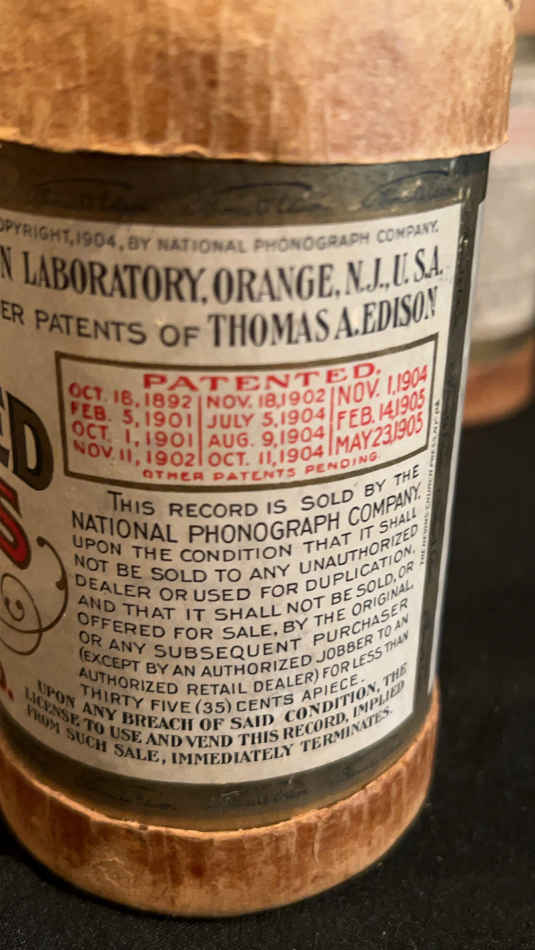 OPYRIGHT, 1904, BY NATIONAL PHONOGRAPH COMPANY.
N LABORATORY, ORANGE, N.J., U.S.A.
ER PATENTS OF THOMAS A. EDISON
PATENTED.
OCT. 18, 1892 NOV. 18, 1902 NOV. 1, 1904
FEB. 5, 1901 JULY 5, 1904 FEB. 14, 1905
OCT. 1, 1901 AUG. 9, 1904 MAY 23, 1905
NOV. 11, 1902 OCT. 11, 1904
OTHER PATENTS PENDING.
ED
5
THIS RECORD IS SOLD BY THE
NATIONAL PHONOGRAPH COMPANY.
UPON THE CONDITION THAT IT SHALL
NOT BE SOLD TO ANY UNAUTHORIZED
DEALER OR USED FOR DUPLICATION,
AND THAT IT SHALL NOT BE SOLD, OR
OFFERED FOR SALE, BY THE ORIGINAL,
OR ANY SUBSEQUENT PURCHASER
(EXCEPT BY AN AUTHORIZED JOBBER TO AN
AUTHORIZED RETAIL DEALER) FOR LESS THAN
THIRTY FIVE (35) CENTS APIECE.
UPON ANY BREACH OF SAID CONDITION, THE
LICENSE TO USE AND VEND THIS RECORD, IMPLIED
FROM SUCH SALE, IMMEDIATELY TERMINATES.